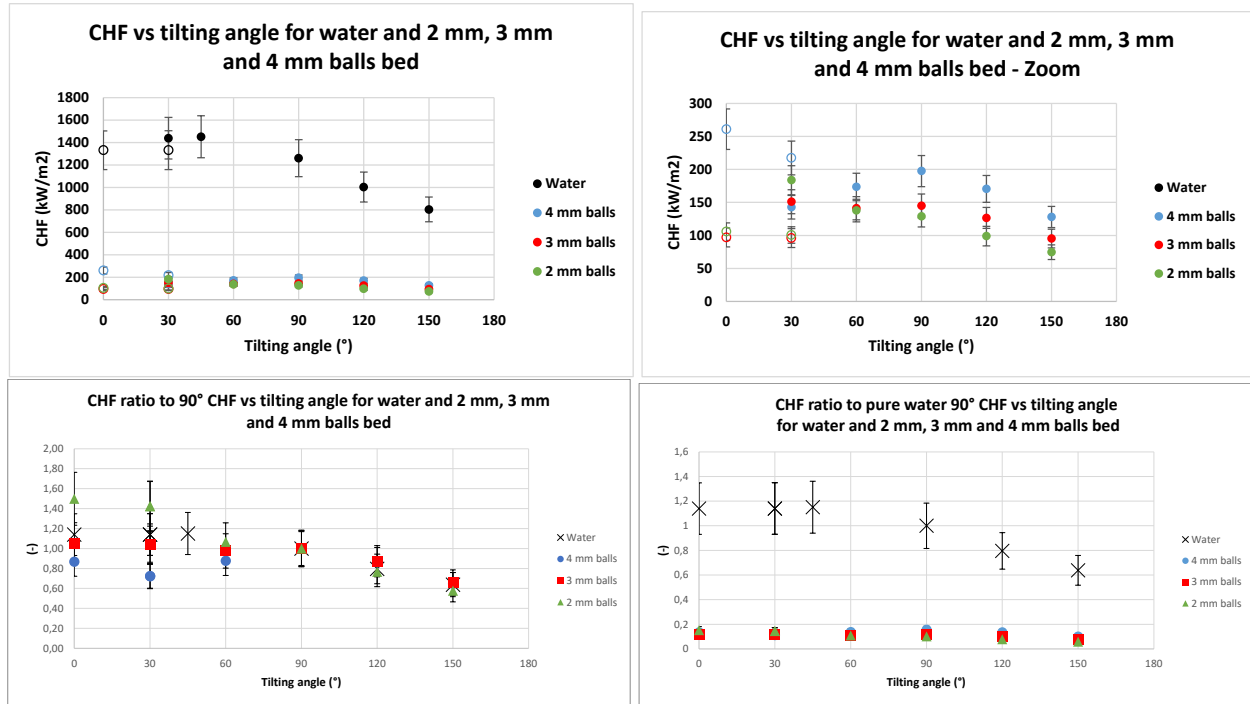 CHF vs tilting angle for water and 2 mm, 3 mm
and 4 mm balls bed
1800
1600
1400
1200
1000
800
600
400
200
0
CHF (kW/m2)
0 30 60 90 120 150 180
Tilting angle (°)
Water
4 mm balls
3 mm balls
2 mm balls
CHF vs tilting angle for water and 2 mm, 3 mm
and 4 mm balls bed - Zoom
300
250
200
150
100
50
0
CHF (kW/m2)
0 30 60 90 120 150 180
Tilting angle (°)
Water
4 mm balls
3 mm balls
2 mm balls
CHF ratio to 90° CHF vs tilting angle for water and 2 mm, 3 mm
and 4 mm balls bed
2,00
1,80
1,60
1,40
1,20
1,00
0,80
0,60
0,40
0,20
0,00
(-)
0 30 60 90 120 150 180
Tilting angle (°)
Water
4 mm balls
3 mm balls
2 mm balls
CHF ratio to pure water 90° CHF vs tilting angle
for water and 2 mm, 3 mm and 4 mm balls bed
1,6
1,4
1,2
1
0,8
0,6
0,4
0,2
0
(-)
0 30 60 90 120 150 180
Tilting angle (°)
Water
4 mm balls
3 mm balls
2 mm balls